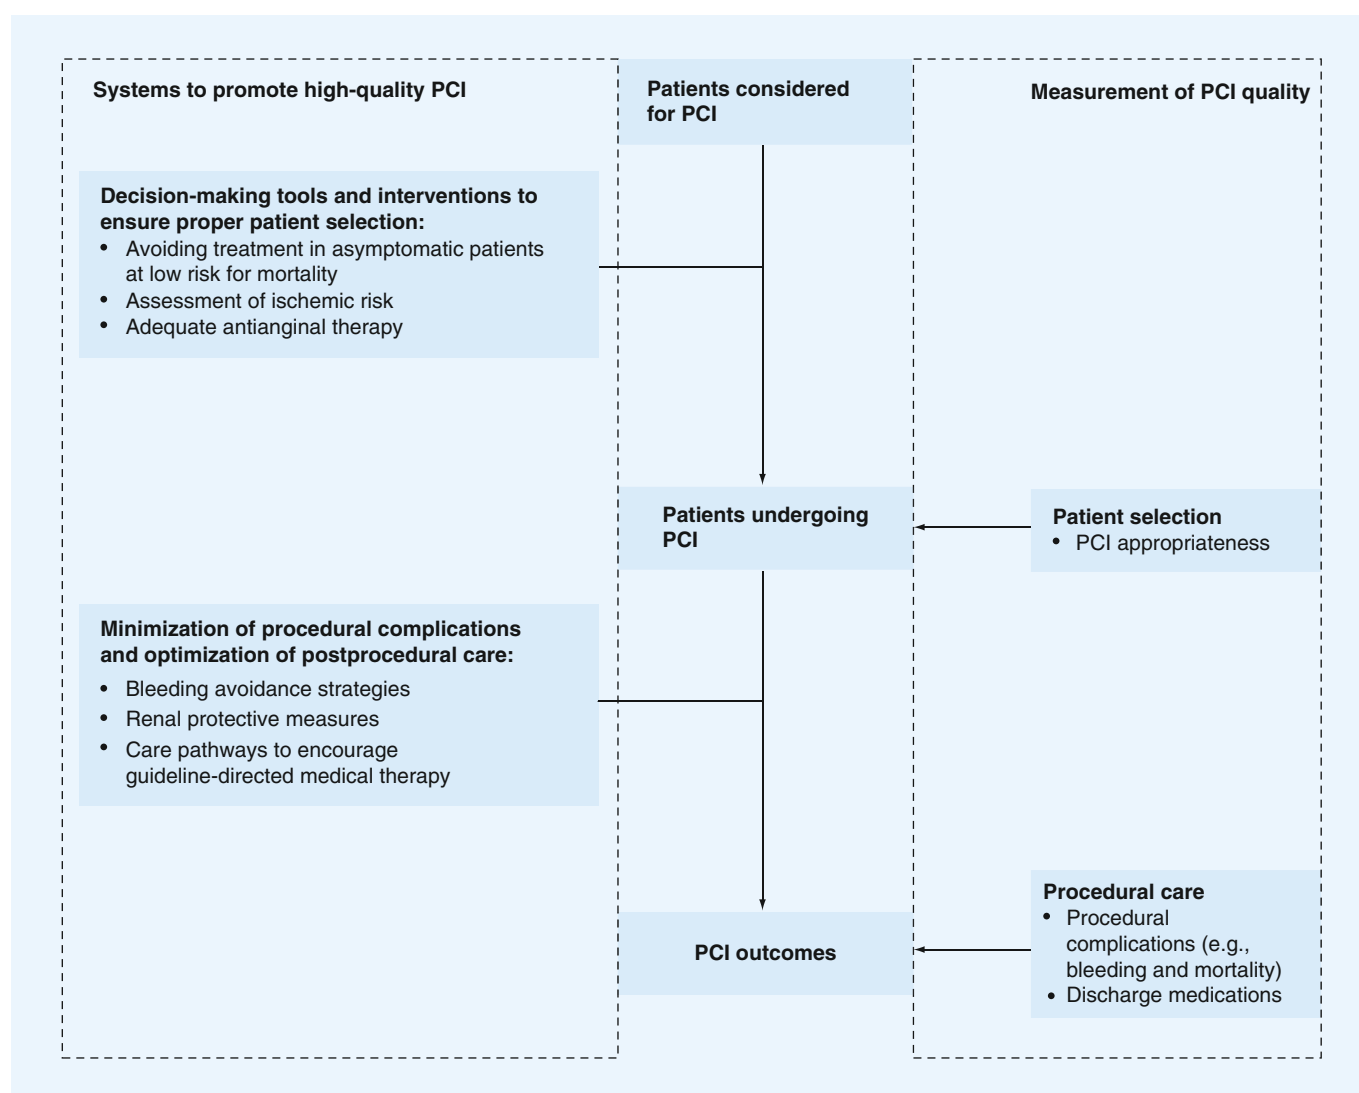 Systems to promote high-quality PCI
Patients considered
for PCI
Measurement of PCI quality
Decision-making tools and interventions to
ensure proper patient selection:
• Avoiding treatment in asymptomatic patients
at low risk for mortality
• Assessment of ischemic risk
• Adequate antianginal therapy
Patients undergoing
PCI
Patient selection
• PCI appropriateness
Minimization of procedural complications
and optimization of postprocedural care:
• Bleeding avoidance strategies
• Renal protective measures
• Care pathways to encourage
guideline-directed medical therapy
PCI outcomes
Procedural care
• Procedural
complications (e.g.,
bleeding and mortality)
• Discharge medications